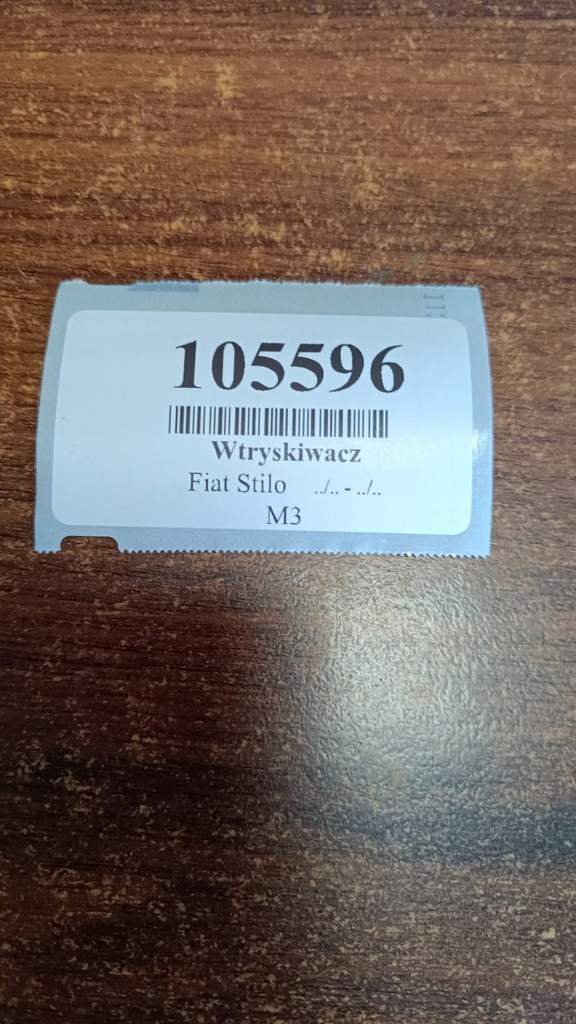 105596
Wtryskiwacz
Fiat Stilo ../.. - ../..
M3